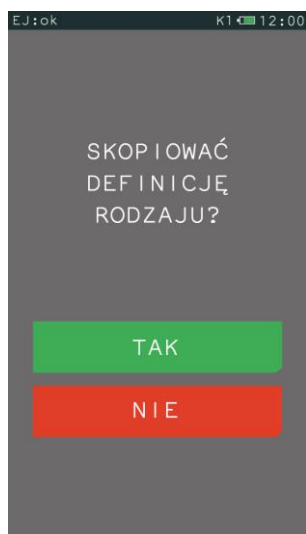 EJ:ok K1 12:00
SKOPIOWAĆ
DEFINICJĘ
RODZAJU?
TAK
NIE